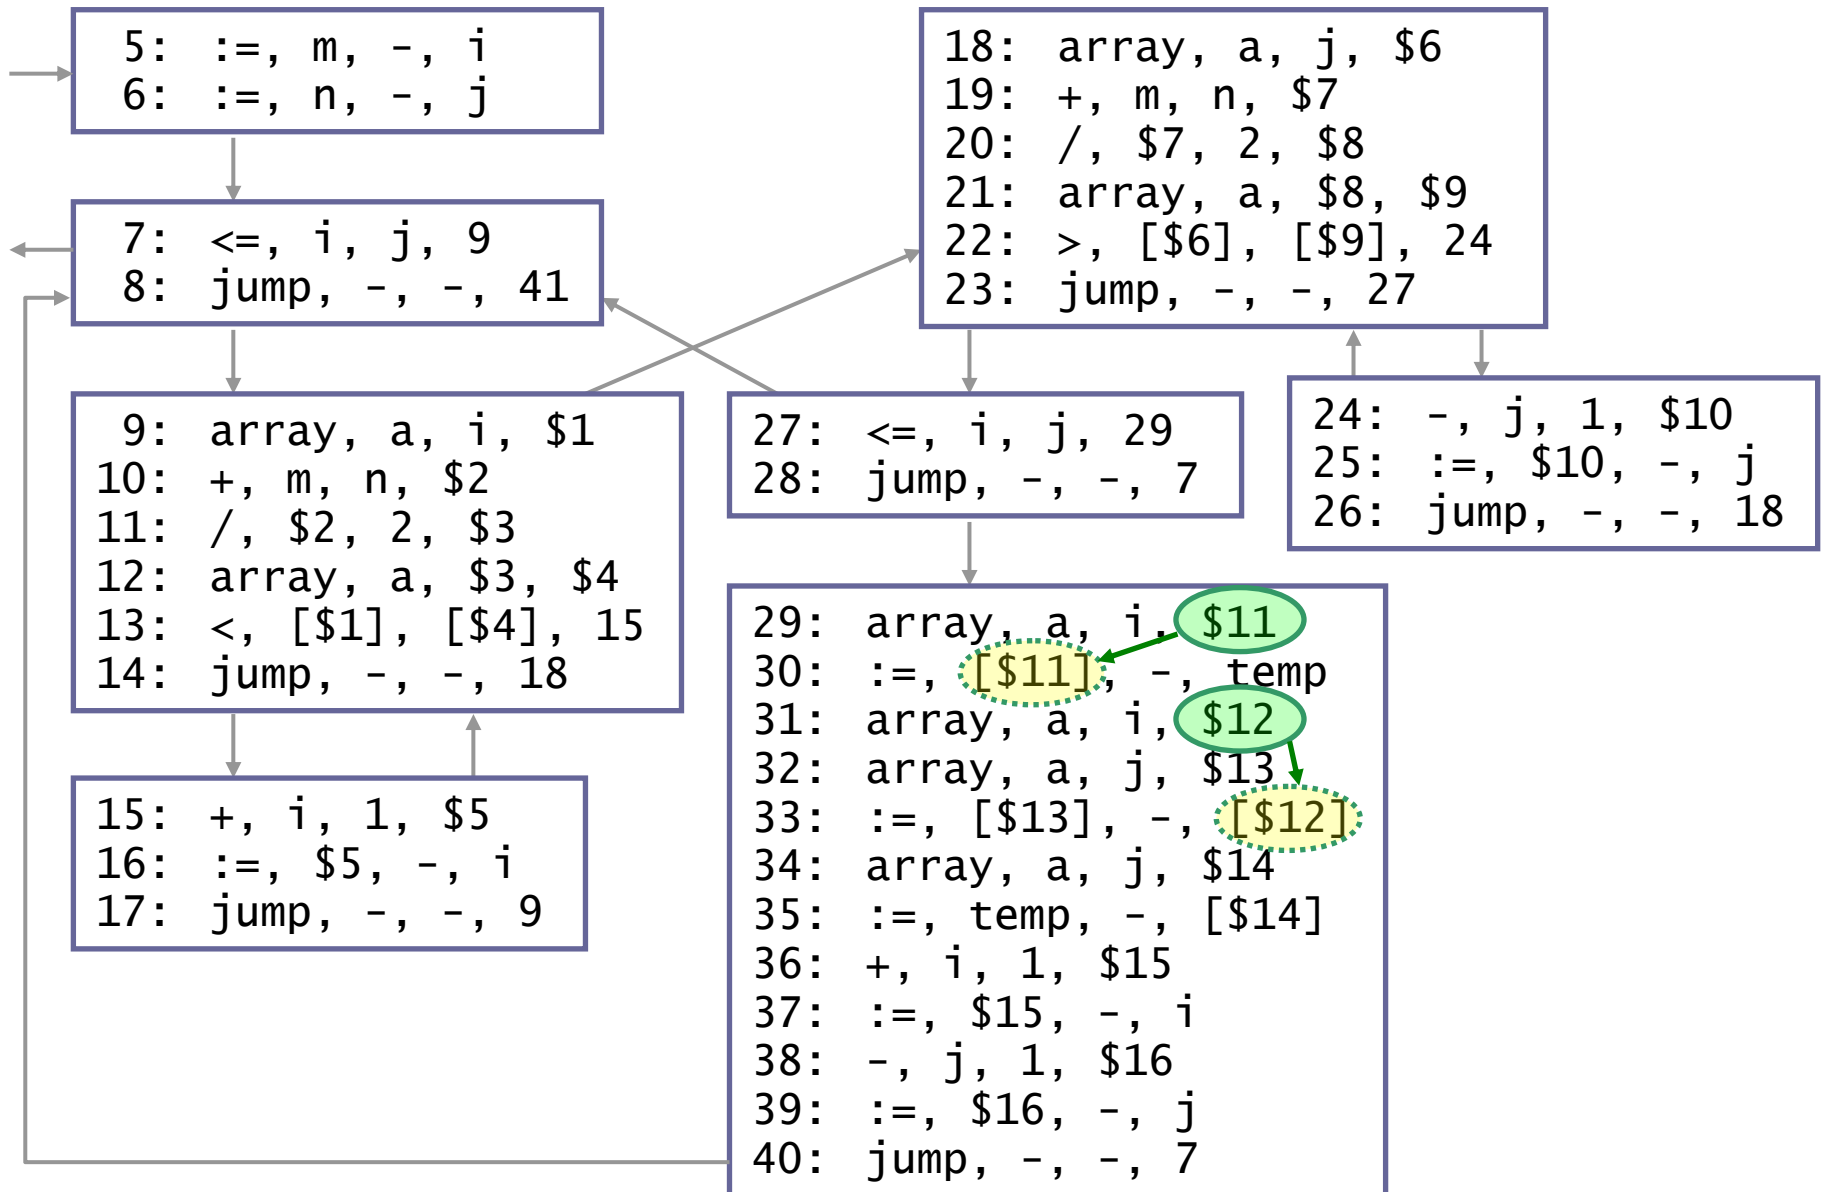 5: :=, m, -, i
6: :=, n, -, j
7: <=, i, j, 9
8: jump, -, -, 41
9: array, a, i, $1
10: +, m, n, $2
11: /, $2, 2, $3
12: array, a, $3, $4
13: <, [$1], [$4], 15
14: jump, -, -, 18
15: +, i, 1, $5
16: :=, $5, -, i
17: jump, -, -, 9
18: array, a, j, $6
19: +, m, n, $7
20: /, $7, 2, $8
21: array, a, $8, $9
22: >, [$6], [$9], 24
23: jump, -, -, 27
24: -, j, 1, $10
25: :=, $10, -, j
26: jump, -, -, 18
27: <=, i, j, 29
28: jump, -, -, 7
29: array, a, i, $11
30: :=, [$11], -, temp
31: array, a, i, $12
32: array, a, j, $13
33: :=, [$13], -, [$12]
34: array, a, j, $14
35: :=, temp, -, [$14]
36: +, i, 1, $15
37: :=, $15, -, i
38: -, j, 1, $16
39: :=, $16, -, j
40: jump, -, -, 7